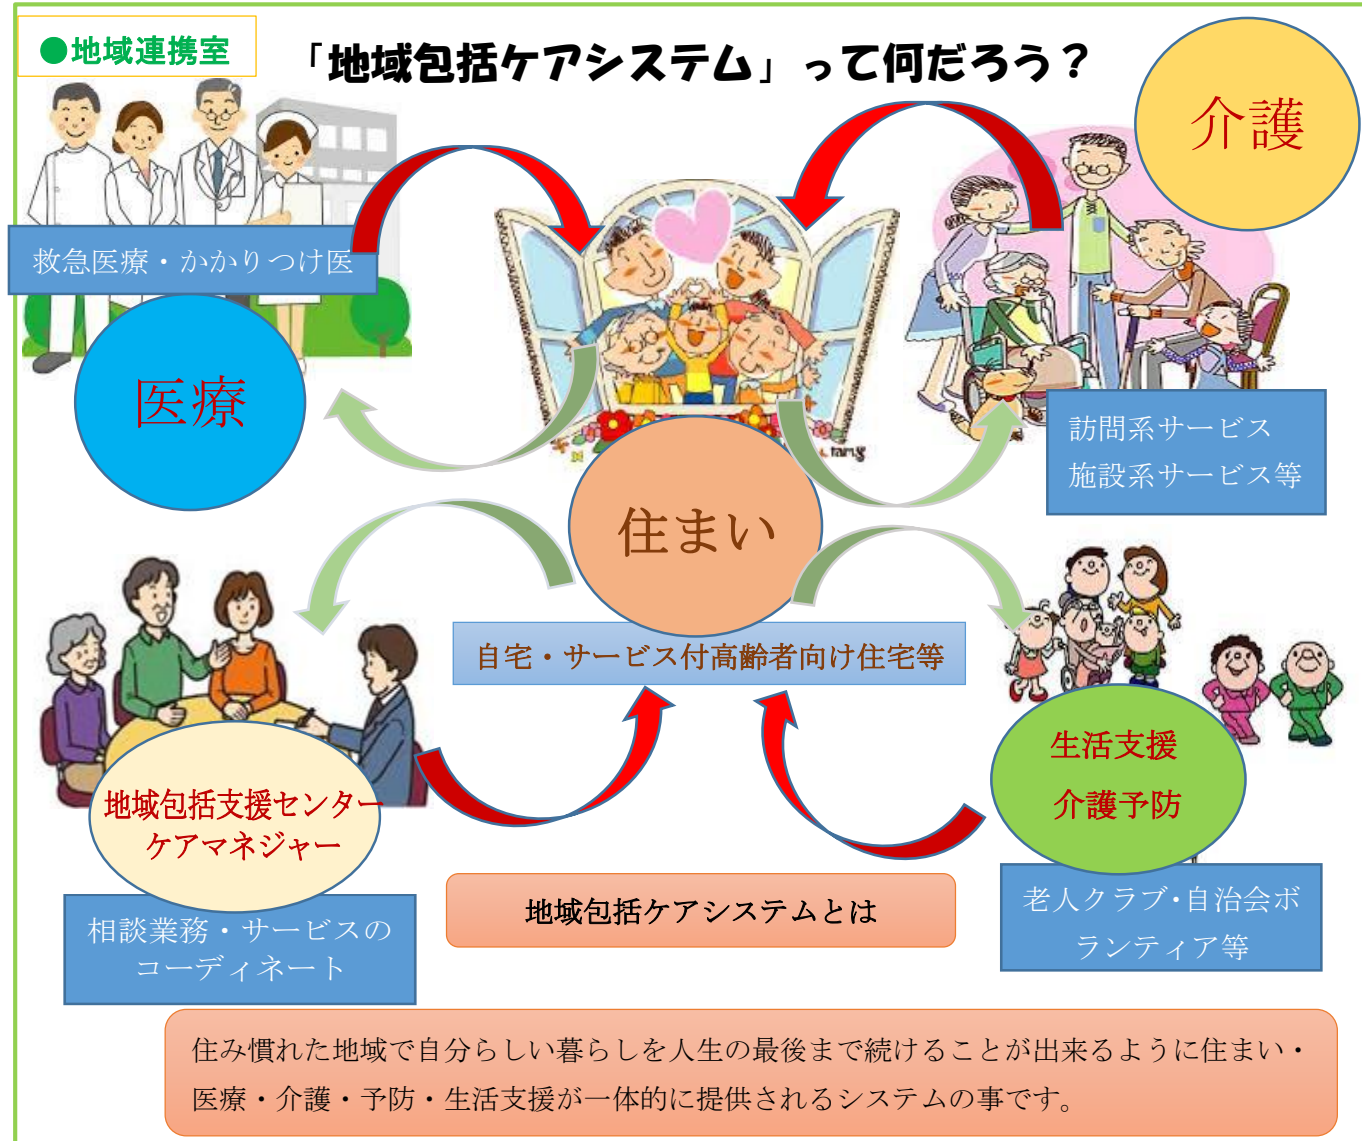 ●地域連携室
「地域包括ケアシステム」って何だろう？
介護
救急医療・かかりつけ医
医療
訪問系サービス
施設系サービス等
tang
住まい
自宅・サービス付高齢者向け住宅等
生活支援
介護予防
地域包括支援センター
ケアマネジャー
老人クラブ・自治会ボ
ランティア等
地域包括ケアシステムとは
相談業務・サービスの
コーディネート
住み慣れた地域で自分らしい暮らしを人生の最後まで続けることが出来るように住まい・
医療・介護・予防・生活支援が一体的に提供されるシステムの事です。